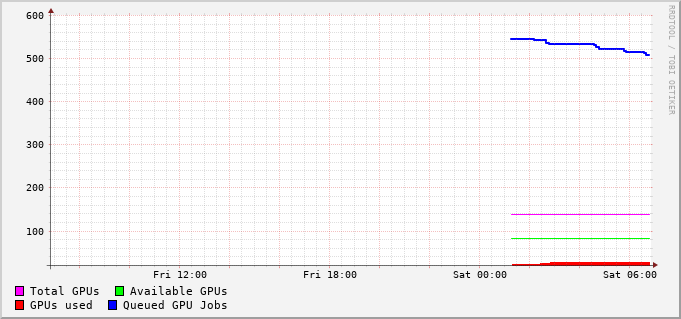 600
500
400
300
200
100
Fri 12:00 Fri 18:00 Sat 00:00 Sat 06:00
Total GPUs Available GPUs
GPUs used Queued GPU Jobs
RRDTOOL / TOBI OETIKER